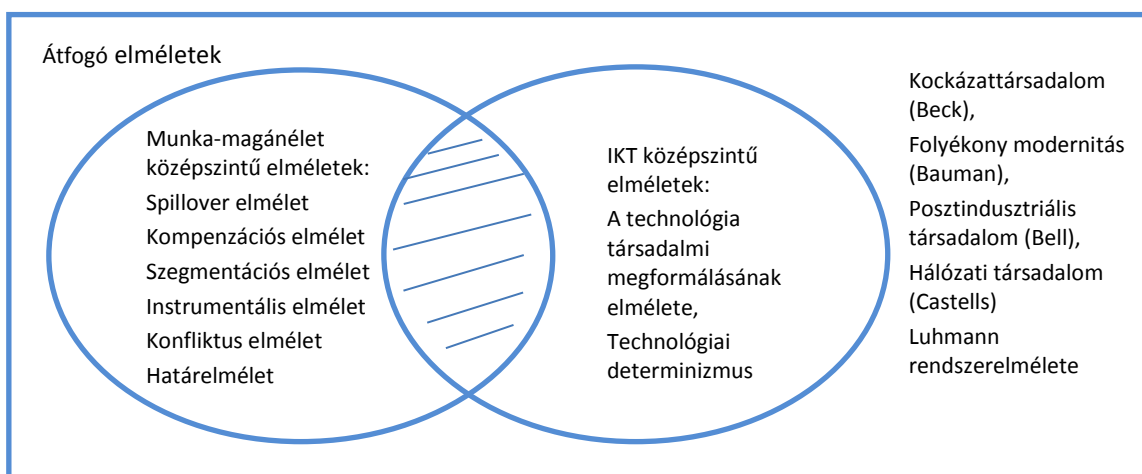 Átfogó elméletek
Munka-magánélet
középszintű elméletek:
Spillover elmélet
Kompenzációs elmélet
Szegmentációs elmélet
Instrumentális elmélet
Konfliktus elmélet
Határelmélet
IKT középszintű
elméletek:
A technológia
társadalmi
megformálásának
elmélete,
Technológiai
determinizmus
Kockázattársadalom
(Beck),
Folyékony modernitás
(Bauman),
Posztindusztriális
társadalom (Bell),
Hálózati társadalom
(Castells)
Luhmann
rendszerelmélete